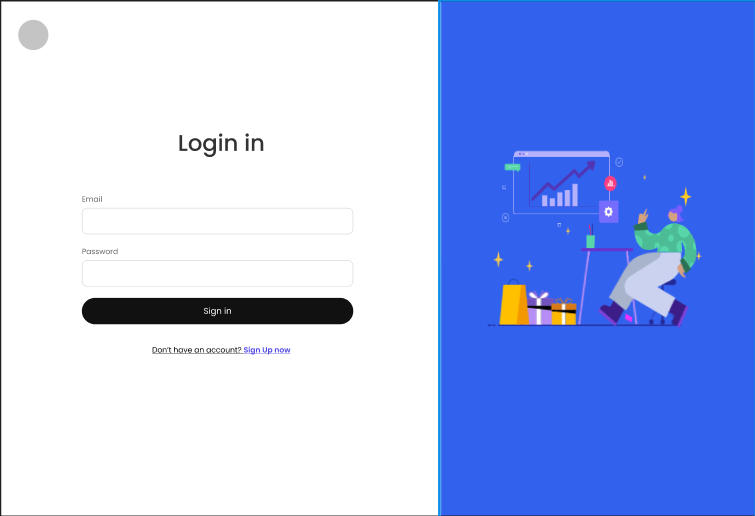 Login in
Email
Password
Sign in
Don't have an account? Sign Up now